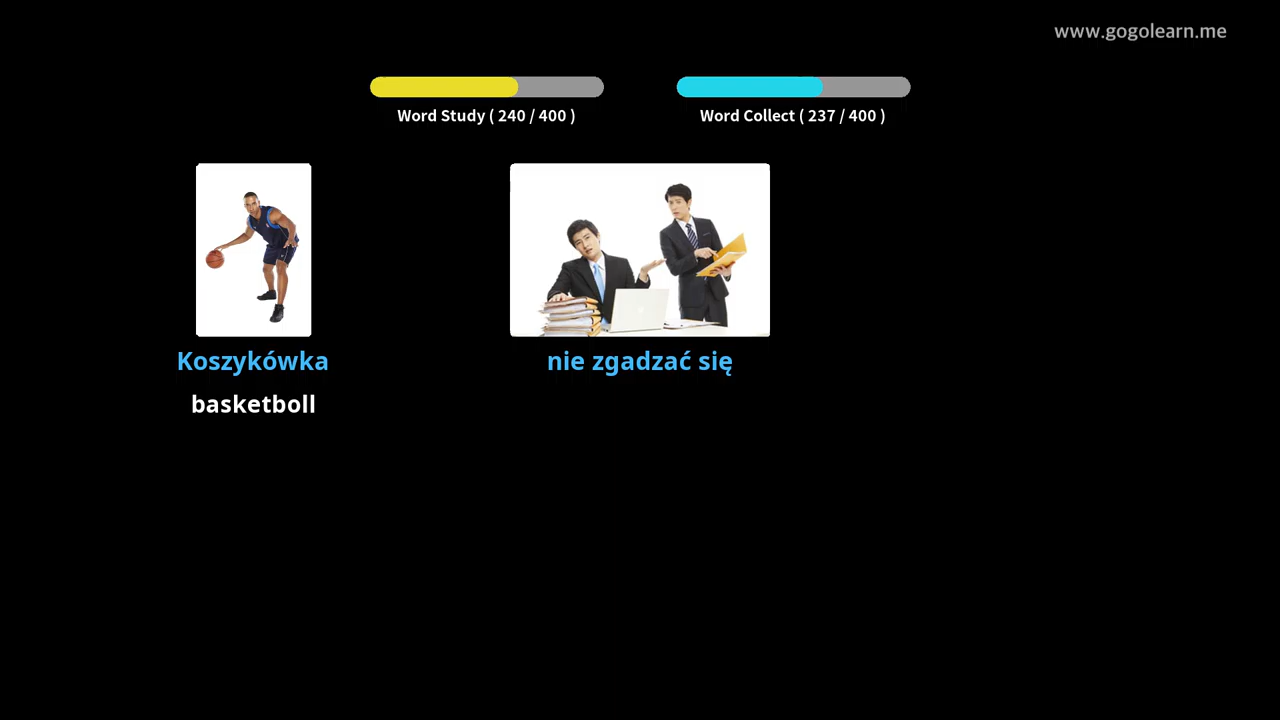 www.gogolearn.me
Word Study ( 240 / 400 )
Word Collect ( 237 / 400 )
Koszykówka
nie zgadzać się
basketboll